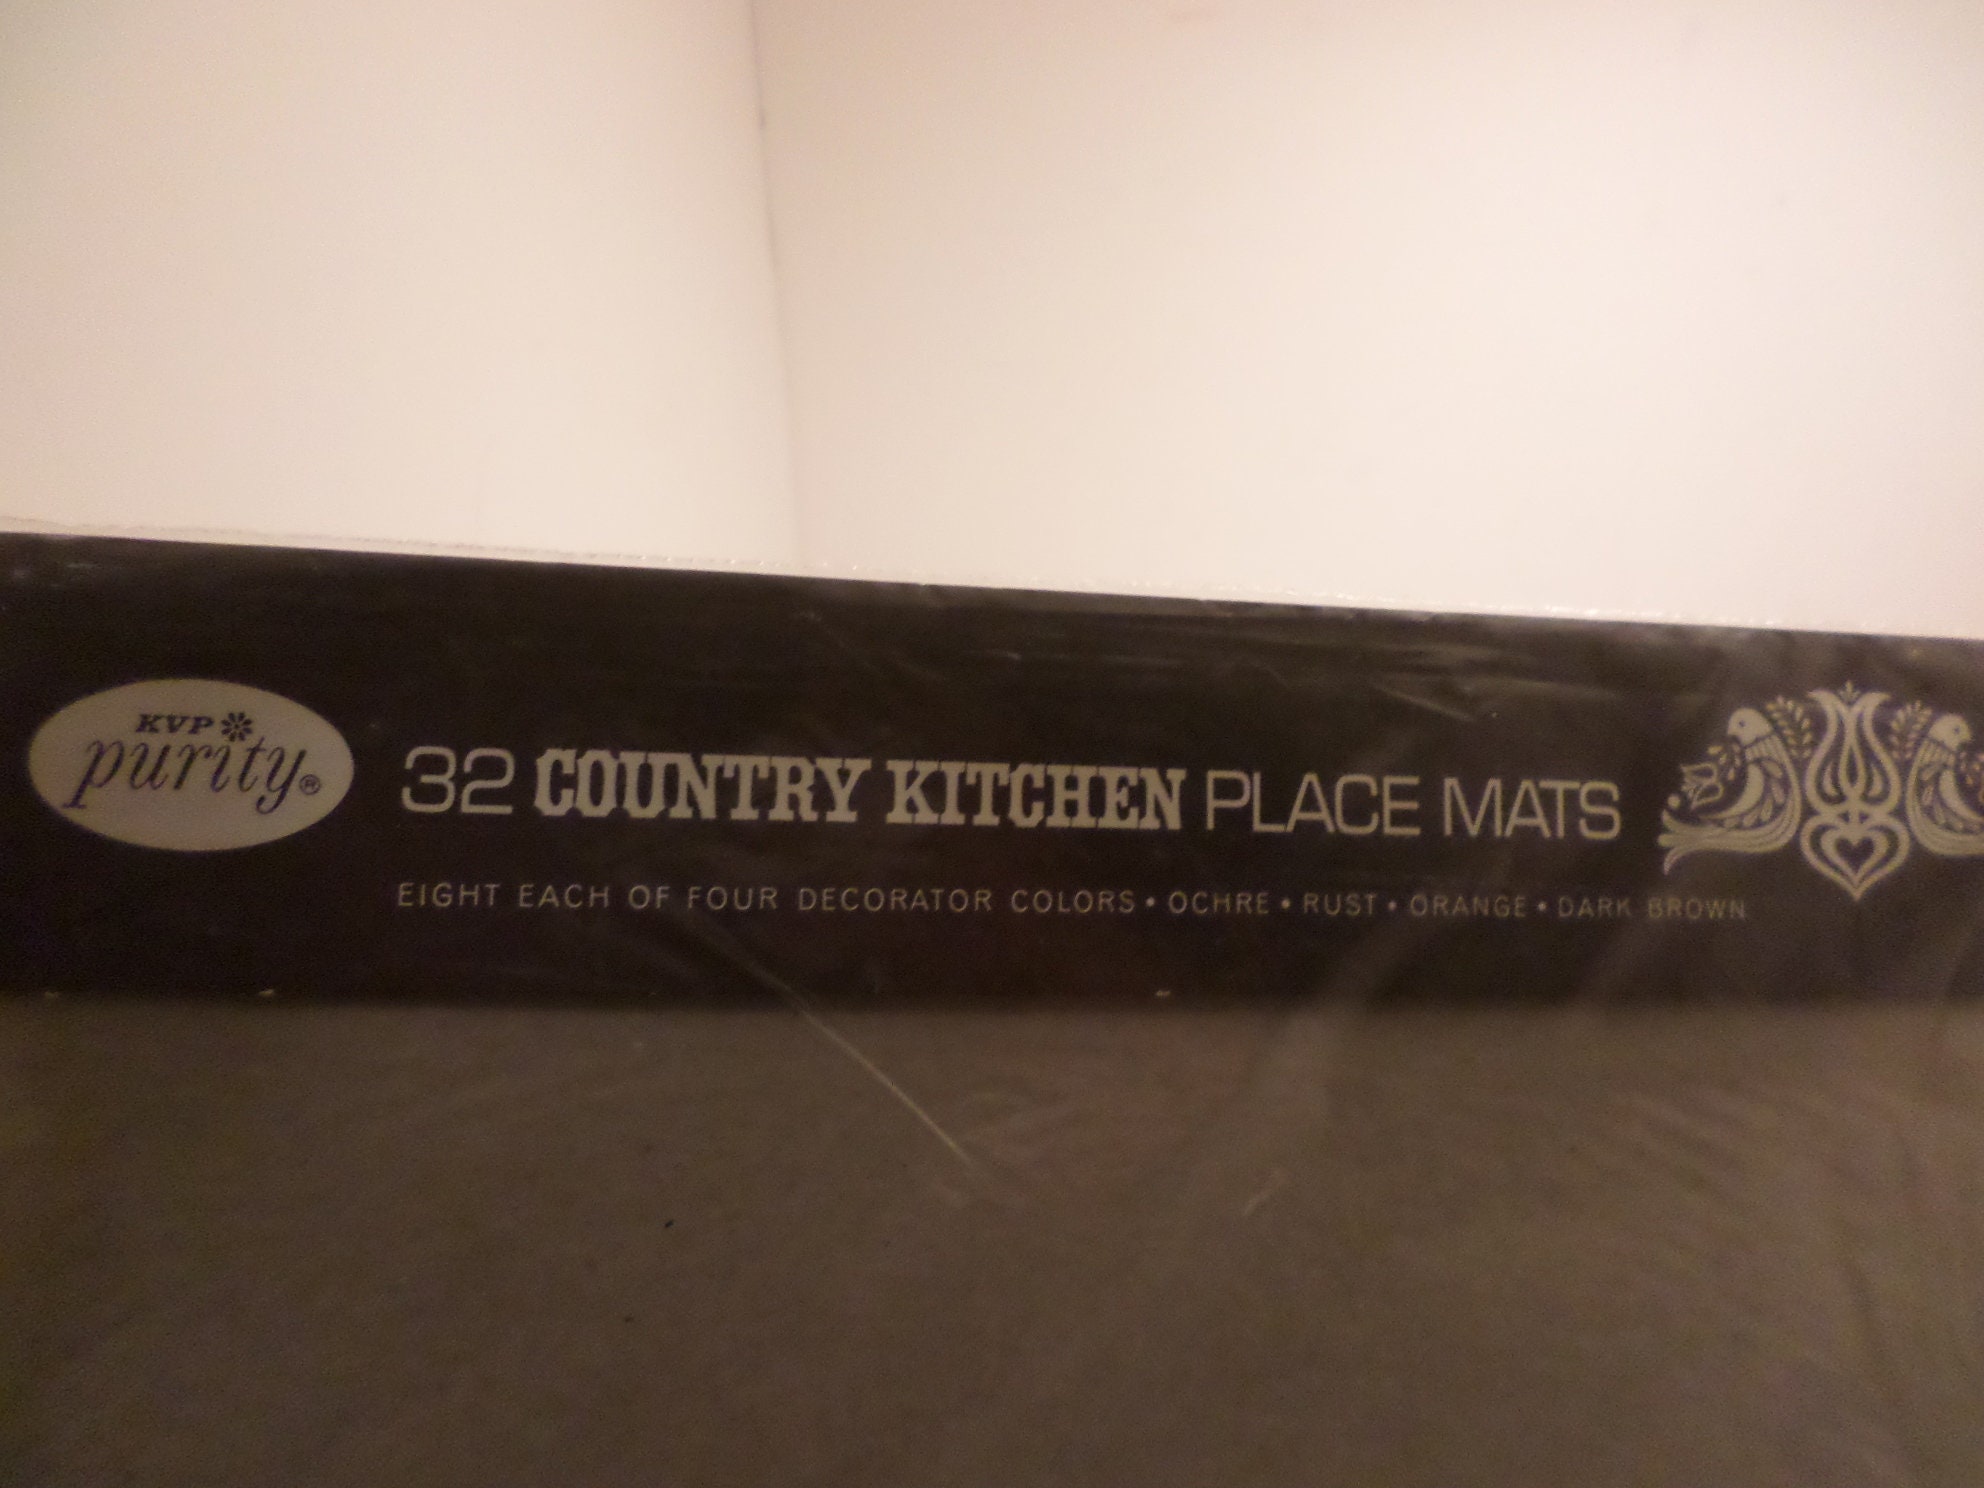 KVP
purity®
32 COUNTRY KITCHEN PLACE MATS
EIGHT EACH OF FOUR DECORATOR COLORS • OCHRE • RUST • ORANGE • DARK BROWN